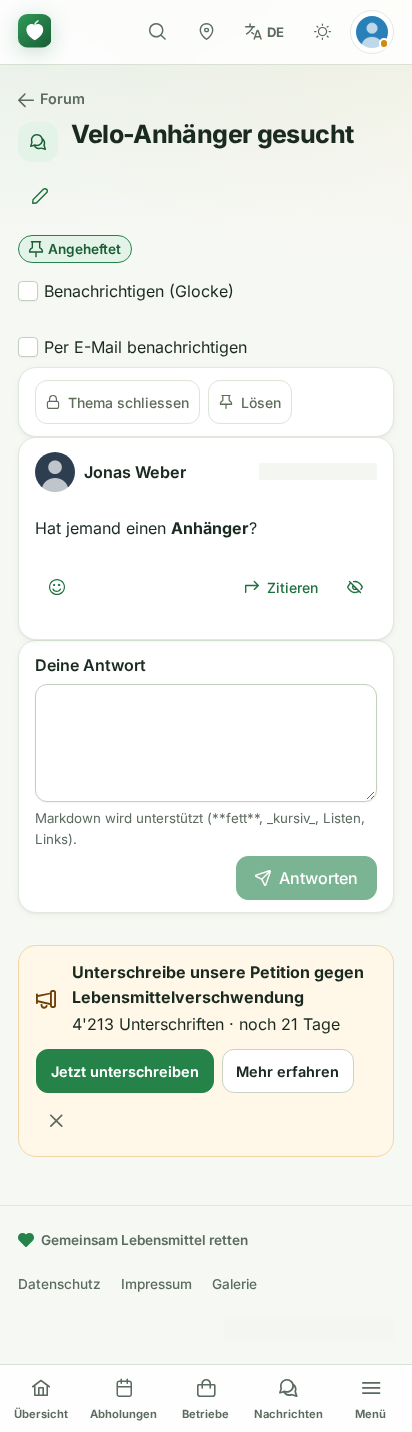 DE
Forum
Velo-Anhänger gesucht
Angeheftet
Benachrichtigen (Glocke)
Per E-Mail benachrichtigen
Thema schliessen
Lösen
Jonas Weber
Hat jemand einen Anhänger?
Zitieren
Deine Antwort
Markdown wird unterstützt (**fett**, _kursiv_, Listen,
Links).
Antworten
Unterschreibe unsere Petition gegen
Lebensmittelverschwendung
4'213 Unterschriften · noch 21 Tage
Jetzt unterschreiben
Mehr erfahren
Gemeinsam Lebensmittel retten
Datenschutz
Impressum
Galerie
Übersicht
Abholungen
Betriebe
Nachrichten
Menü